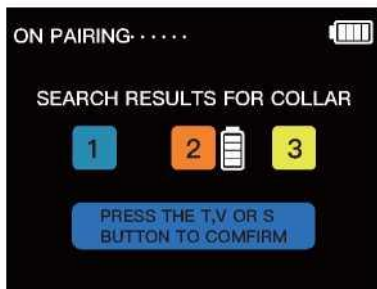 ON PAIRING······
SEARCH RESULTS FOR COLLAR
1 2 3
PRESS THE T,V OR S
BUTTON TO COMFIRM